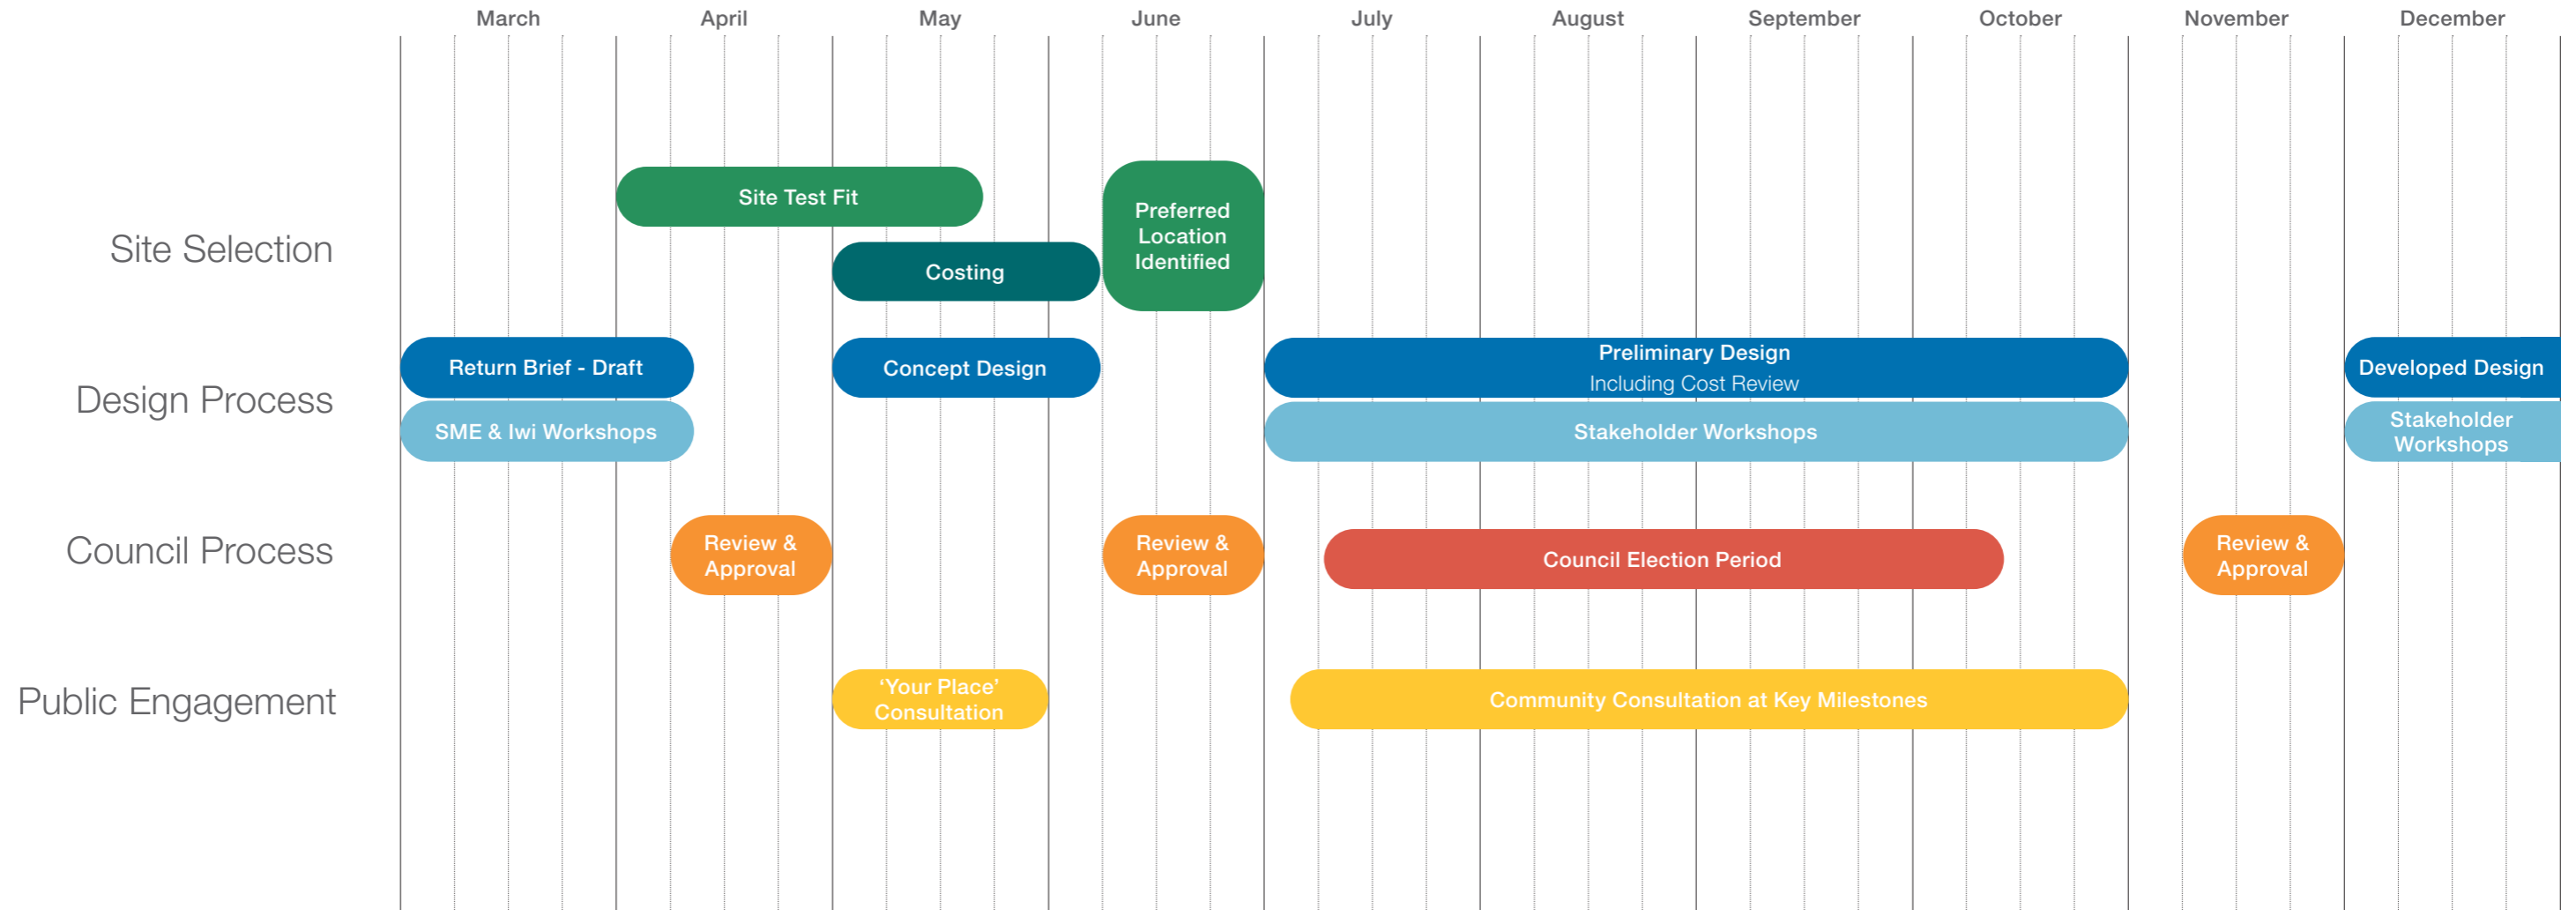 March April May June July August September October November December
Site Selection
Site Test Fit
Costing
Preferred
Location
Identified
Design Process
Return Brief - Draft
SME & Iwi Workshops
Concept Design
Preliminary Design
Including Cost Review
Stakeholder Workshops
Developed Design
Stakeholder
Workshops
Council Process
Review &
Approval
Review &
Approval
Council Election Period
Review &
Approval
Public Engagement
‘Your Place’
Consultation
Community Consultation at Key Milestones